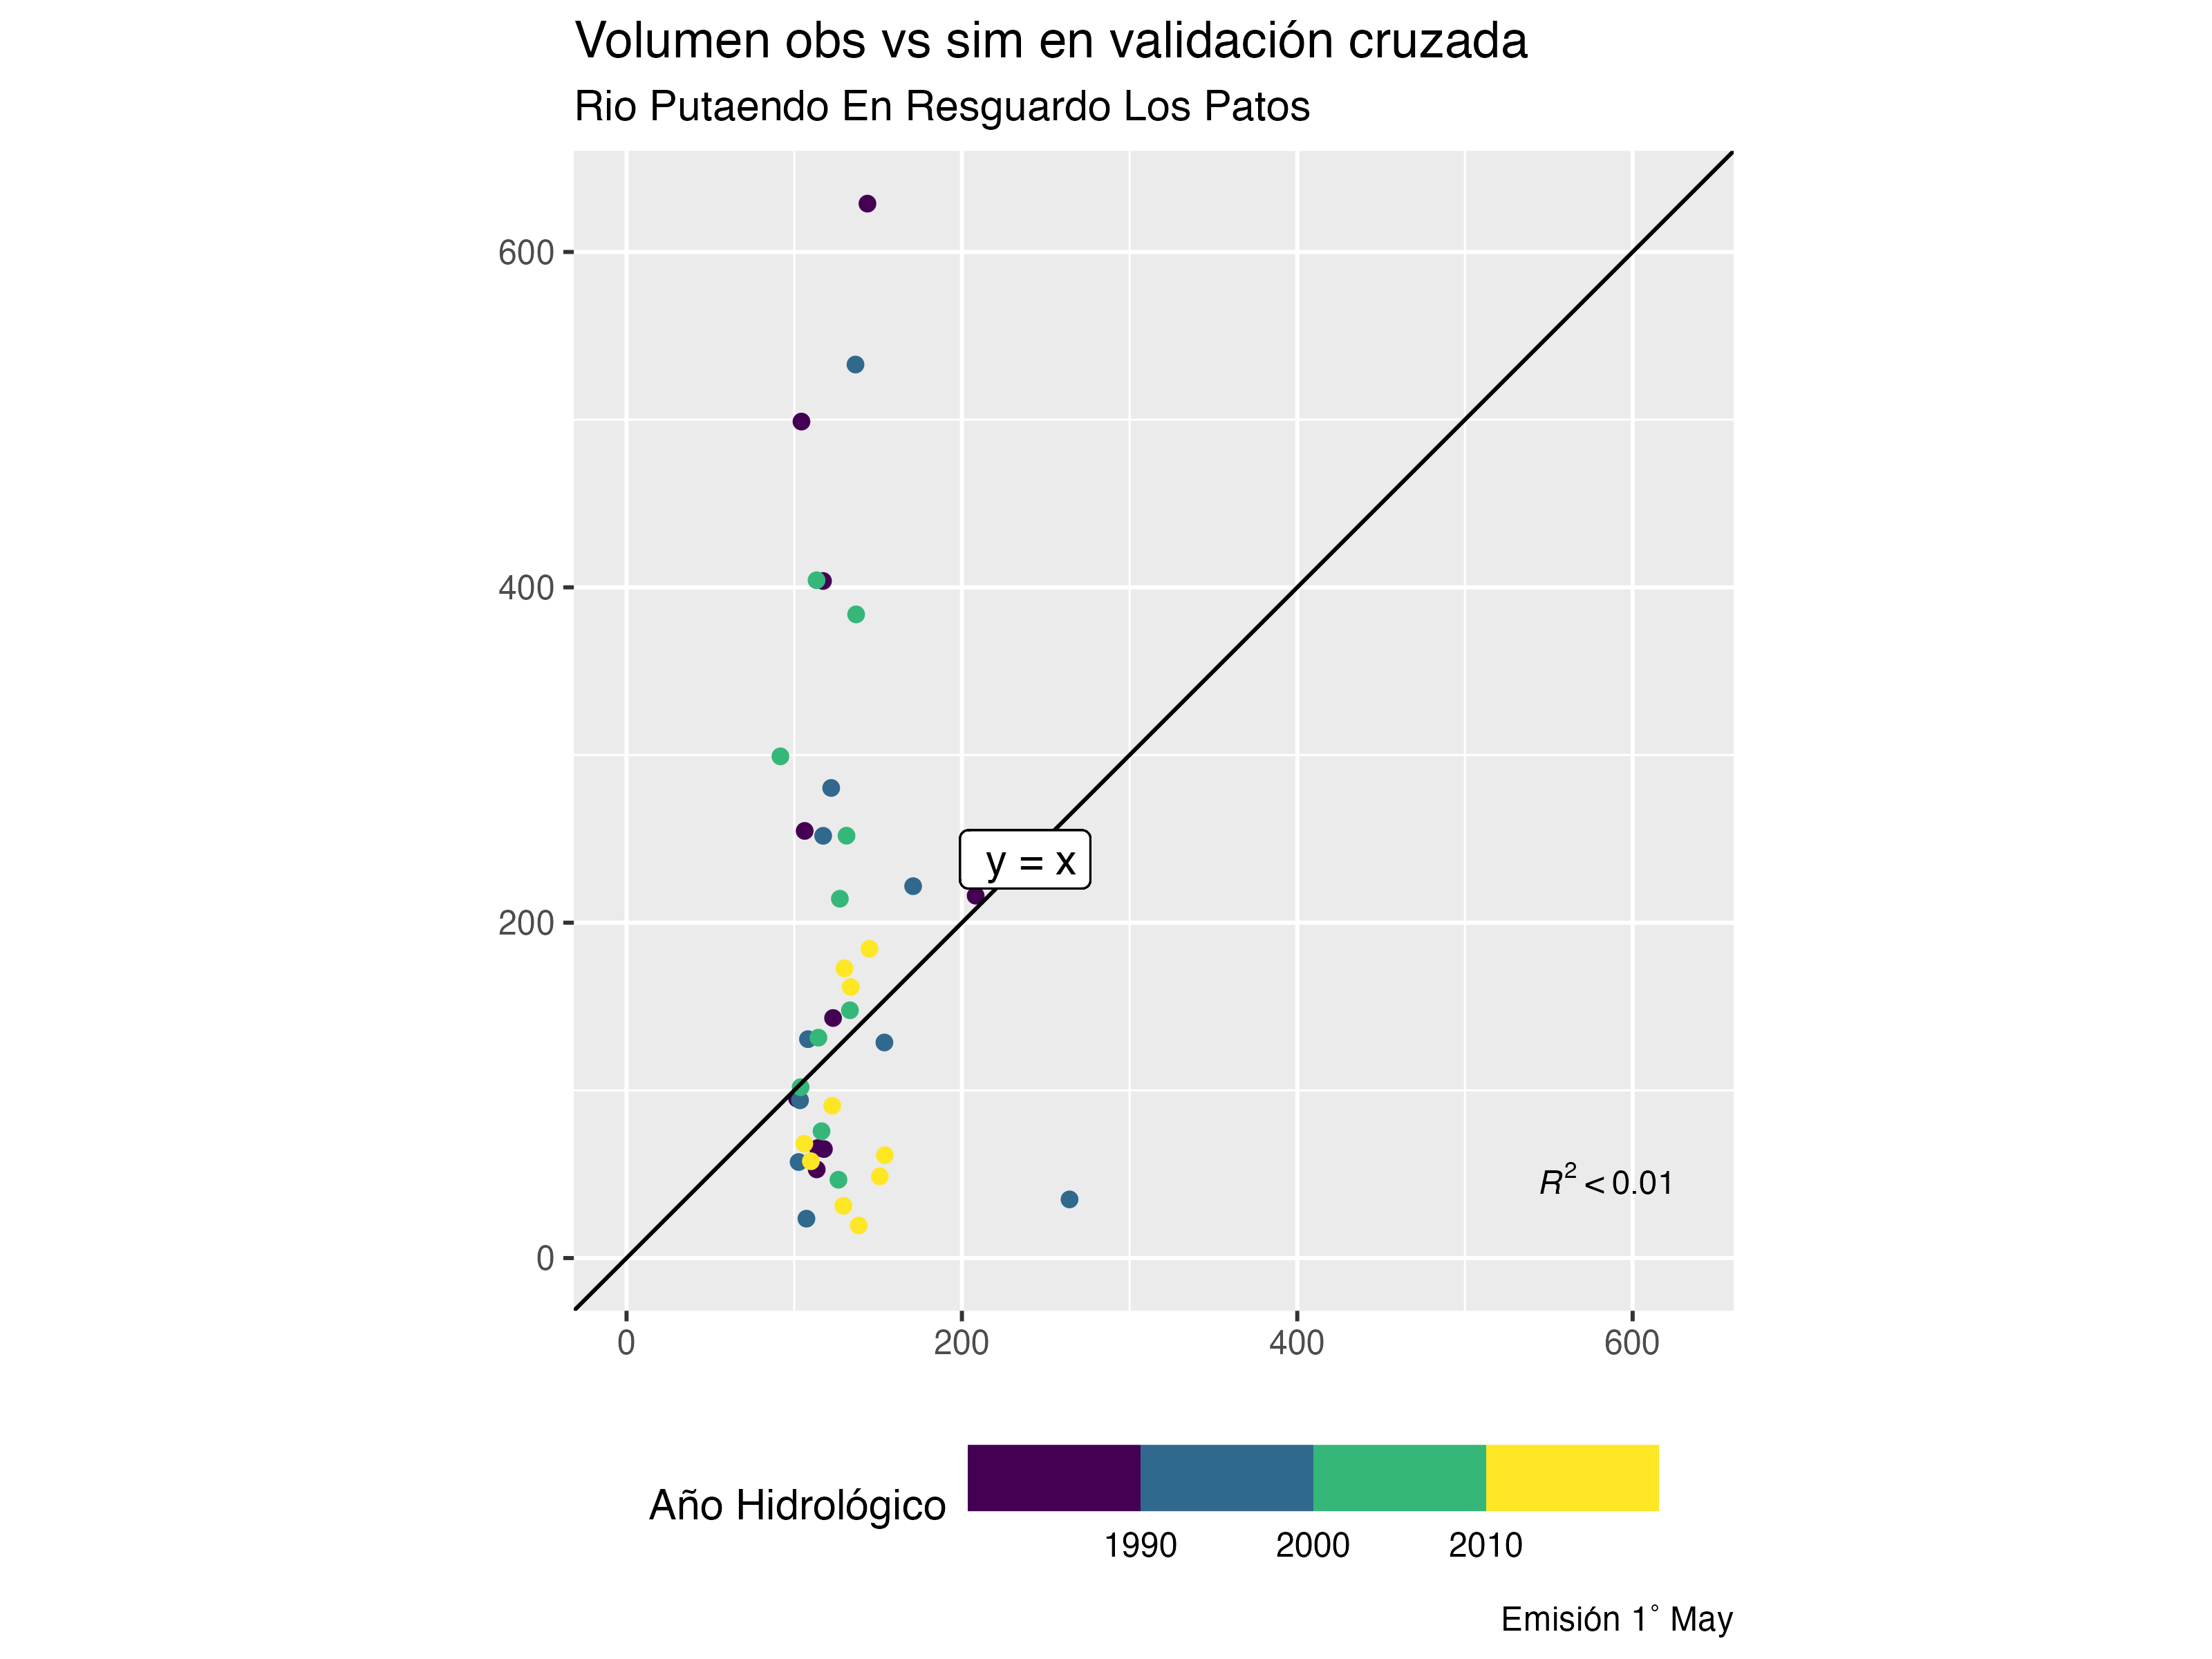 Volumen obs vs sim en validación cruzada
Rio Putaendo En Resguardo Los Patos
600
400
200
0
y = x
R² < 0.01
0 200 400 600
Año Hidrológico
1990 2000 2010
Emisión 1° May